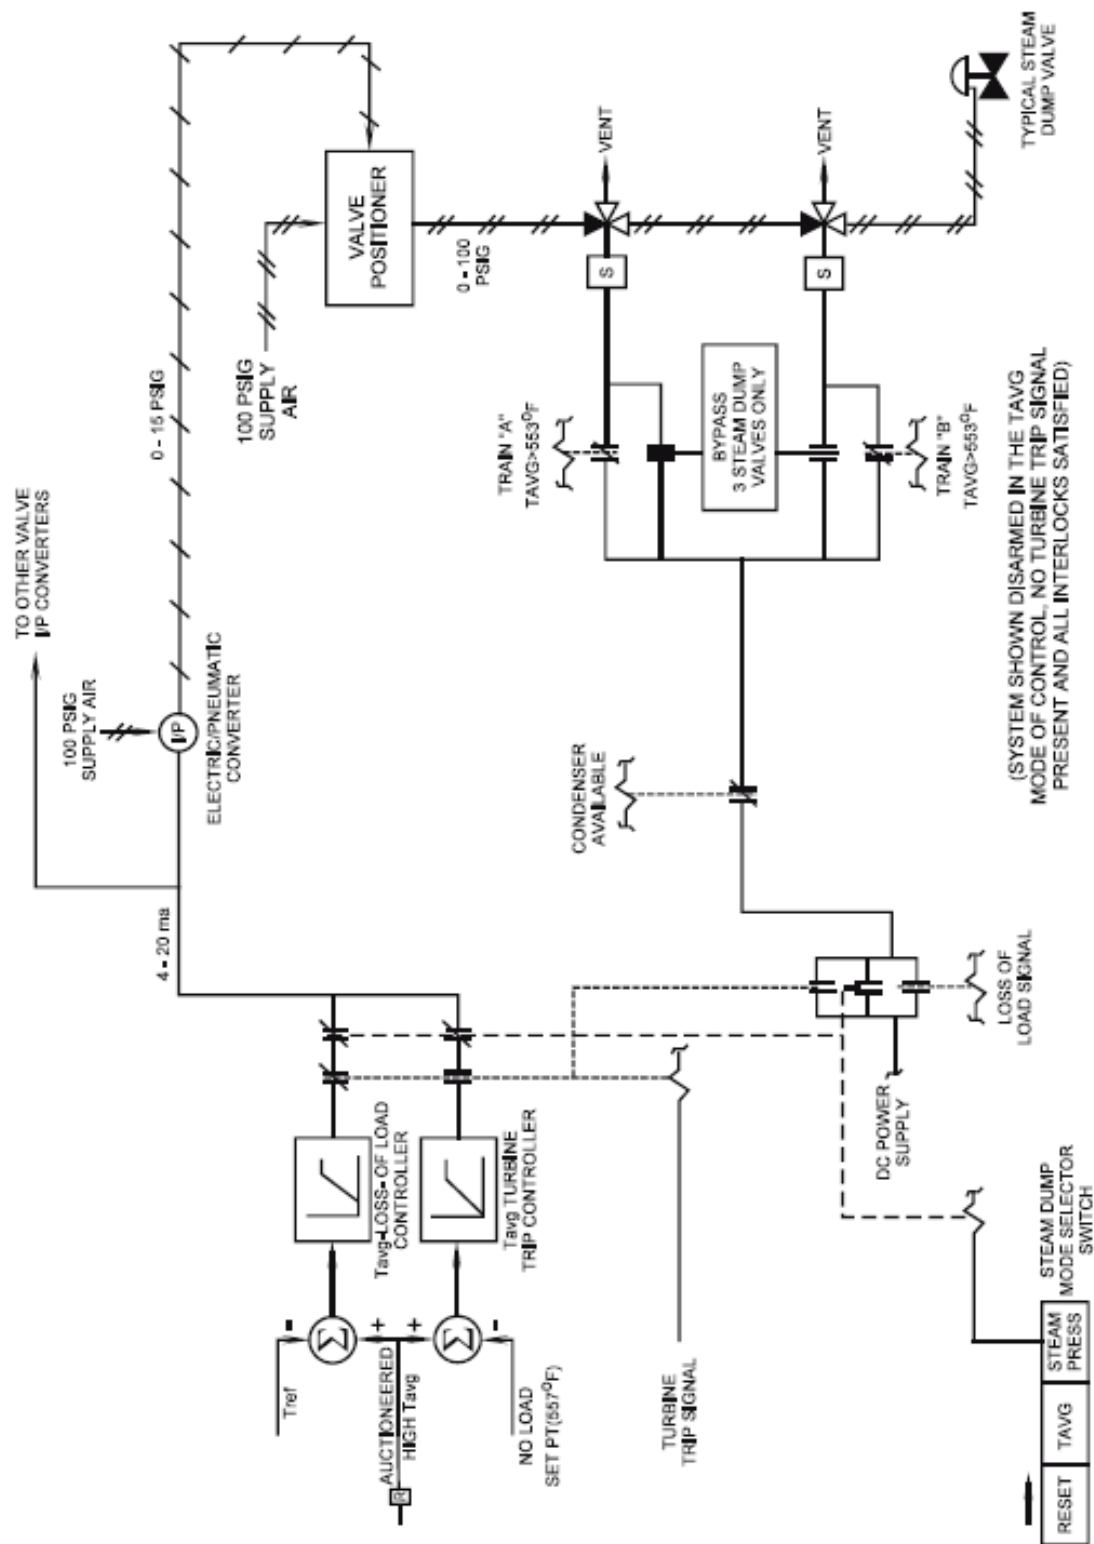 TO OTHER VALVE
I/P CONVERTERS
100 PSIG
SUPPLY AIR
I/P
ELECTRIC/PNEUMATIC
CONVERTER
4 - 20 ma
0 - 15 PSIG
100 PSIG
SUPPLY
AIR
VALVE
POSITIONER
0 - 100
PSIG
VENT
VENT
S
S
TYPICAL STEAM
DUMP VALVE
Tref
-
Σ
+
AUCTIONEERED
HIGH Tavg
R
+
Σ
-
NO LOAD
SET PT(557⁰F)
Tavg-LOSS-OF LOAD
CONTROLLER
Tavg TURBINE
TRIP CONTROLLER
TURBINE
TRIP SIGNAL
CONDENSER
AVAILABLE
TRAIN "A"
TAVG>553⁰F
BYPASS
3 STEAM DUMP
VALVES ONLY
TRAIN "B"
TAVG>553⁰F
DC POWER
SUPPLY
LOSS OF
LOAD SIGNAL
RESET
TAVG
STEAM
PRESS
STEAM DUMP
MODE SELECTOR
SWITCH
(SYSTEM SHOWN DISARMED IN THE TAVG
MODE OF CONTROL, NO TURBINE TRIP SIGNAL
PRESENT AND ALL INTERLOCKS SATISFIED)